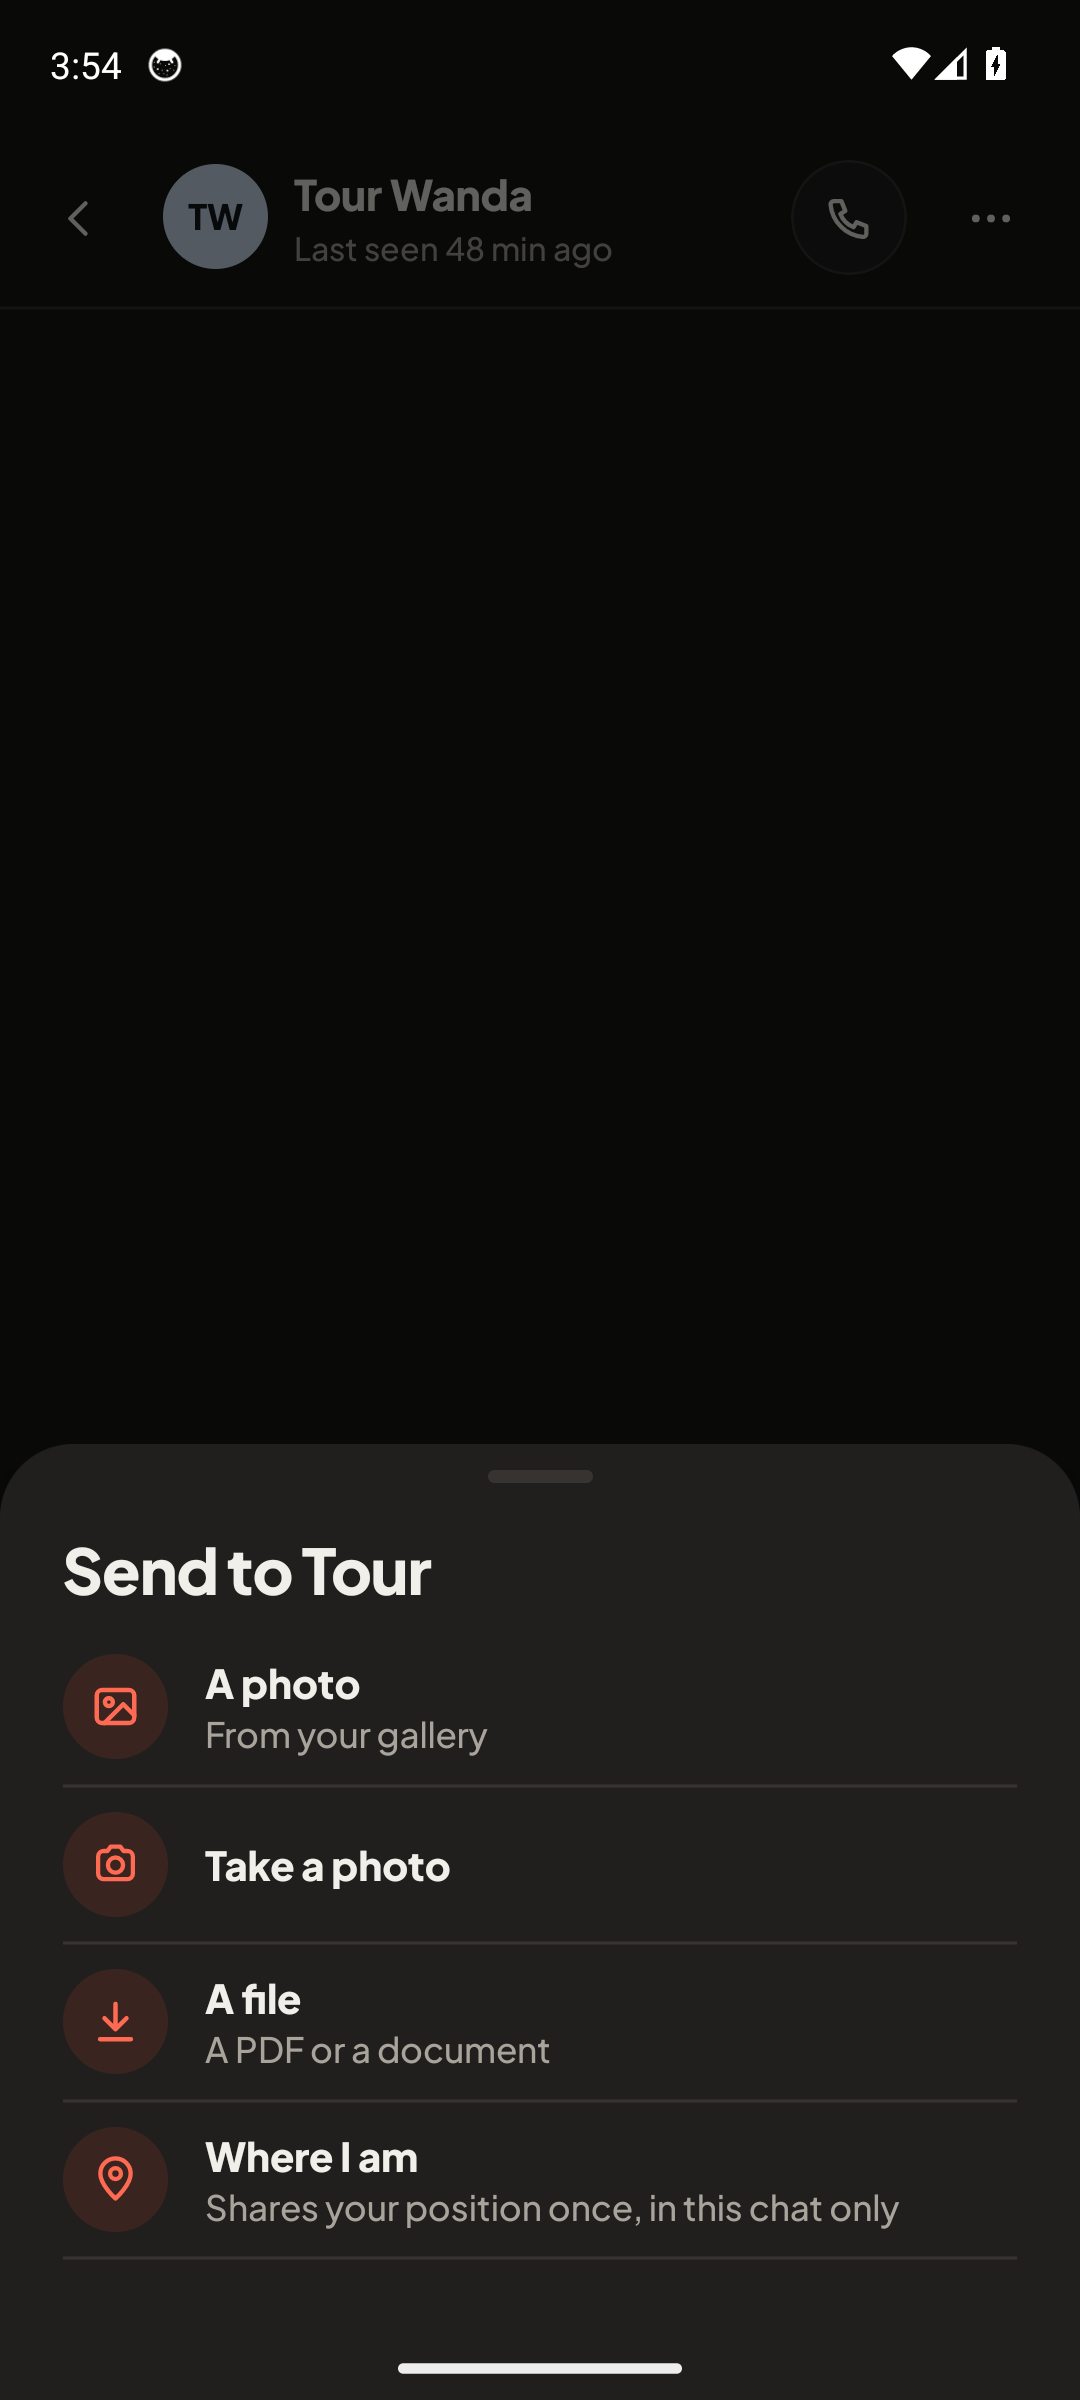 3:54
TW
Tour Wanda
Last seen 48 min ago
Send to Tour
A photo
From your gallery
Take a photo
A file
A PDF or a document
Where I am
Shares your position once, in this chat only